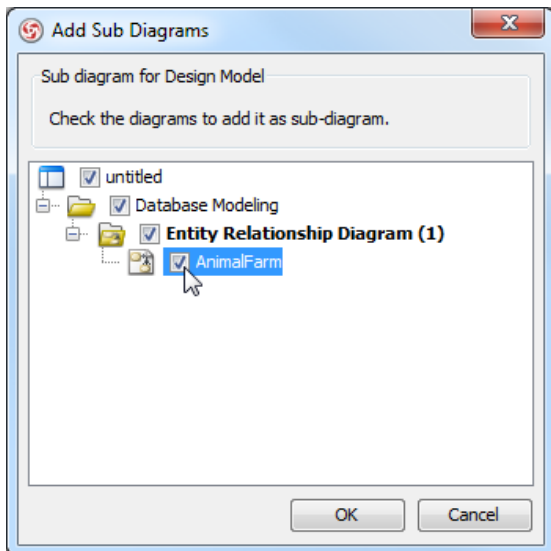 Add Sub Diagrams
Sub diagram for Design Model
Check the diagrams to add it as sub-diagram.
untitled
Database Modeling
Entity Relationship Diagram (1)
AnimalFarm
OK
Cancel